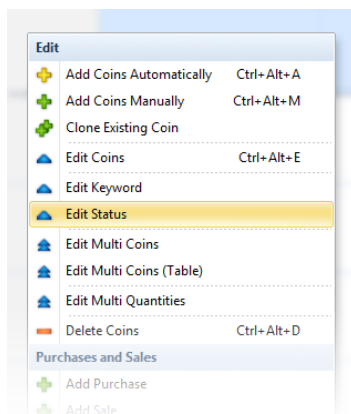 Edit
Add Coins Automatically Ctrl+Alt+A
Add Coins Manually Ctrl+Alt+M
Clone Existing Coin
Edit Coins Ctrl+Alt+E
Edit Keyword
Edit Status
Edit Multi Coins
Edit Multi Coins (Table)
Edit Multi Quantities
Delete Coins Ctrl+Alt+D
Purchases and Sales
Add Purchase
Add Sale